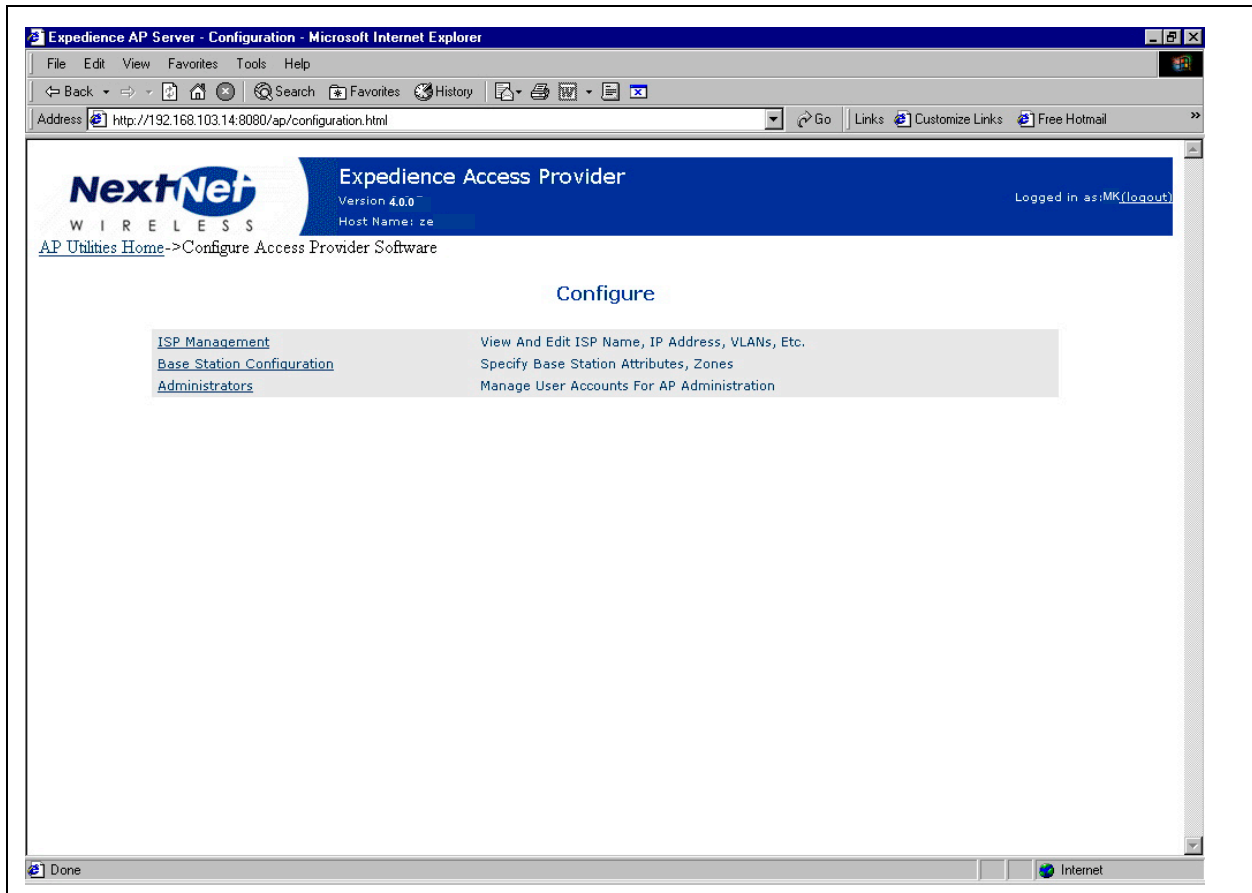 Expedience AP Server - Configuration - Microsoft Internet Explorer
File Edit View Favorites Tools Help
Back Search Favorites History
Address http://192.168.103.14:8080/ap/configuration.html Go Links Customize Links Free Hotmail »
NextNet
WIRELESS
Expedience Access Provider
Version 4.0.0
Host Name: ze
Logged in as:MK(logout)
AP Utilities Home->Configure Access Provider Software
Configure
ISP Management View And Edit ISP Name, IP Address, VLANs, Etc.
Base Station Configuration Specify Base Station Attributes, Zones
Administrators Manage User Accounts For AP Administration
Done Internet